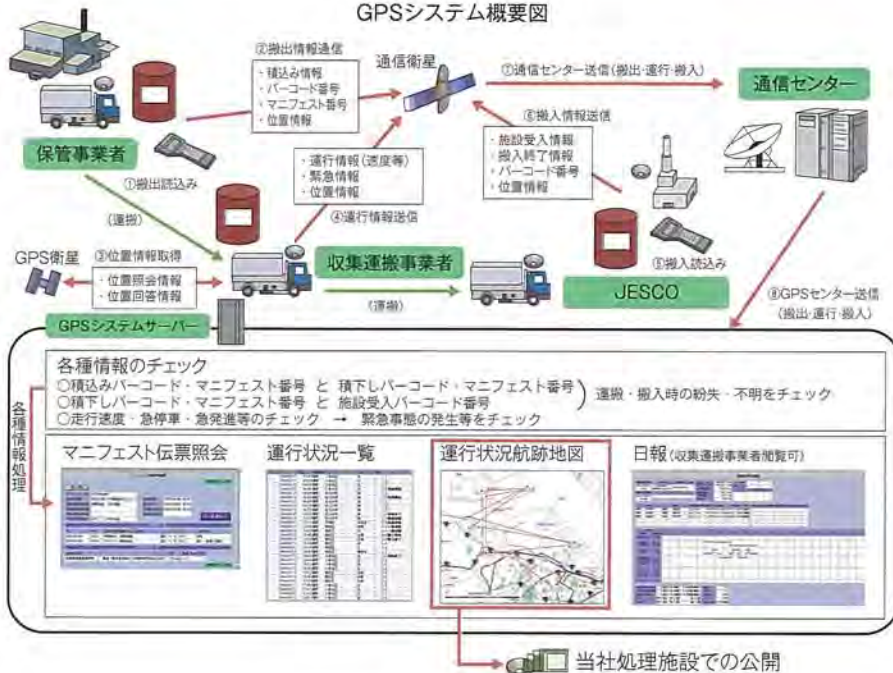 GPSシステム概要図
②搬出情報通信
・積込み情報
・バーコード番号
・マニフェスト番号
・位置情報
通信衛星
⑦通信センター送信(搬出・運行・搬入)
通信センター
保管事業者
①搬出読込み
・運行情報(速度等)
・緊急情報
・位置情報
④運行情報送信
⑥搬入情報送信
・施設受入情報
・搬入終了情報
・バーコード番号
・位置情報
(運搬)
GPS衛星
③位置情報取得
・位置照会情報
・位置回答情報
収集運搬事業者
(運搬)
⑤搬入読込み
JESCO
⑧GPSセンター送信
(搬出・運行・搬入)
GPSシステムサーバー
各種情報処理
各種情報のチェック
○積込みバーコード・マニフェスト番号 と 積下しバーコード・マニフェスト番号
○積下しバーコード・マニフェスト番号 と 施設受入バーコード番号
運搬・搬入時の紛失・不明をチェック
○走行速度・急停車・急発進等のチェック → 緊急事態の発生等をチェック
マニフェスト伝票照会
運行状況一覧
運行状況航跡地図
日報(収集運搬事業者閲覧可)
当社処理施設での公開